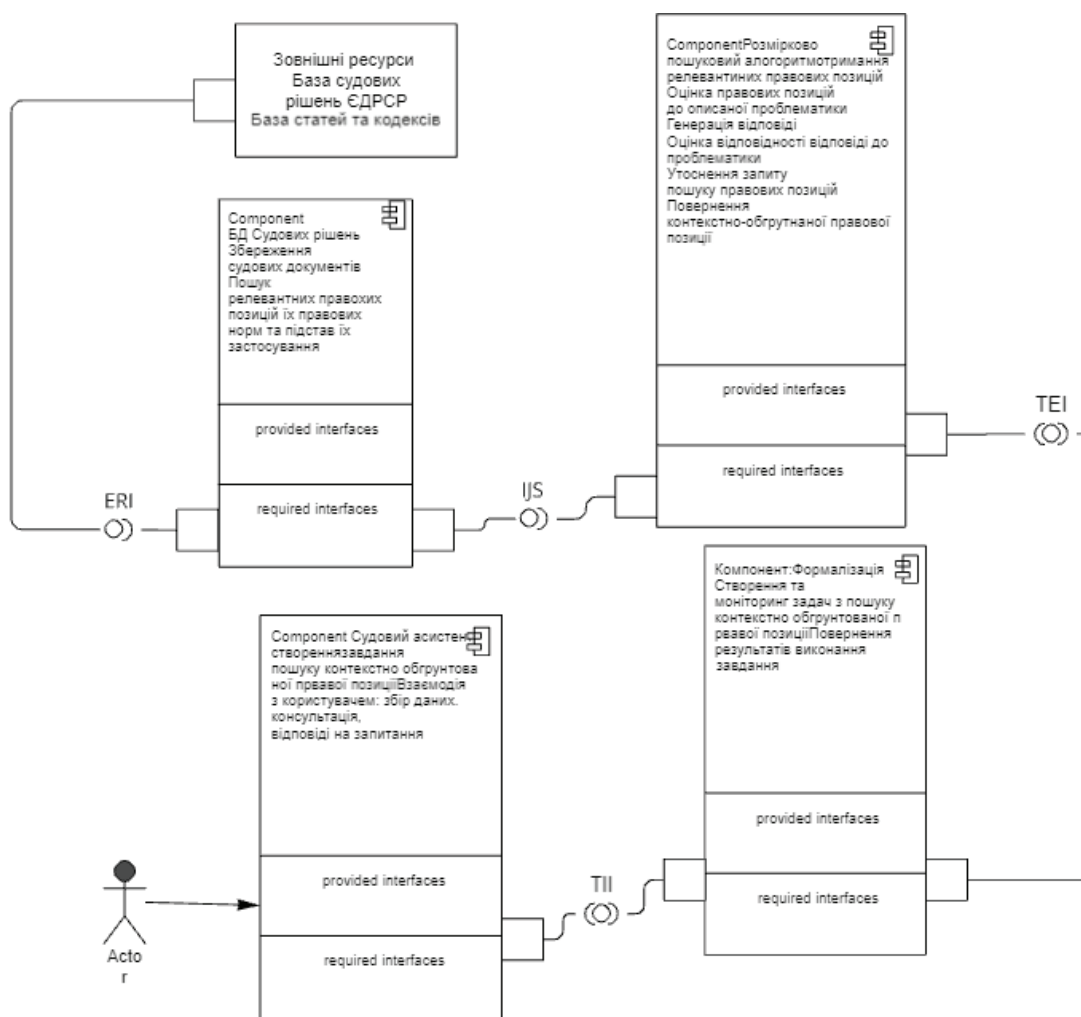 Зовнішні ресурси
База судових
рішень ЄДРСР
База статей та кодексів
ComponentРозмірково
пошуковий алогоритмотримання
релевантиних правових позицій
Оцінка правових позицій
до описаної проблематики
Генерація відповіді
Оцінка відповідності відповіді до
проблематики
Утоснення запиту
пошуку правових позицій
Повернення
контекстно-обгрутнаної правової
позиції
provided interfaces
required interfaces
TEI
Component
БД Судових рішень
Збереження
судових документів
Пошук
релевантних правохих
позицій їх правових
норм та підстав їх
застосування
provided interfaces
required interfaces
ERI
IJS
Компонент:Формалізація
Створення та
моніторинг задач з пошуку
контекстно обгрунтованої п
рвавої позиціїПовернення
результатів виконання
завдання
provided interfaces
required interfaces
Component Судовий асистен
створеннязавдання
пошуку контекстно обгрунтова
ної првавої позиціїВзаємодія
з користувачем: збір даних.
консультація,
відповіді на запитання
provided interfaces
required interfaces
TII
Acto
r